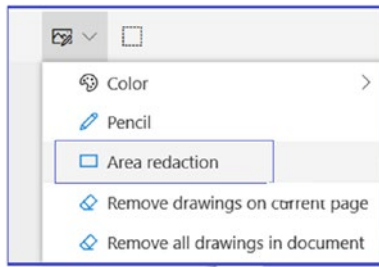 Color
Pencil
Area redaction
Remove drawings on current page
Remove all drawings in document